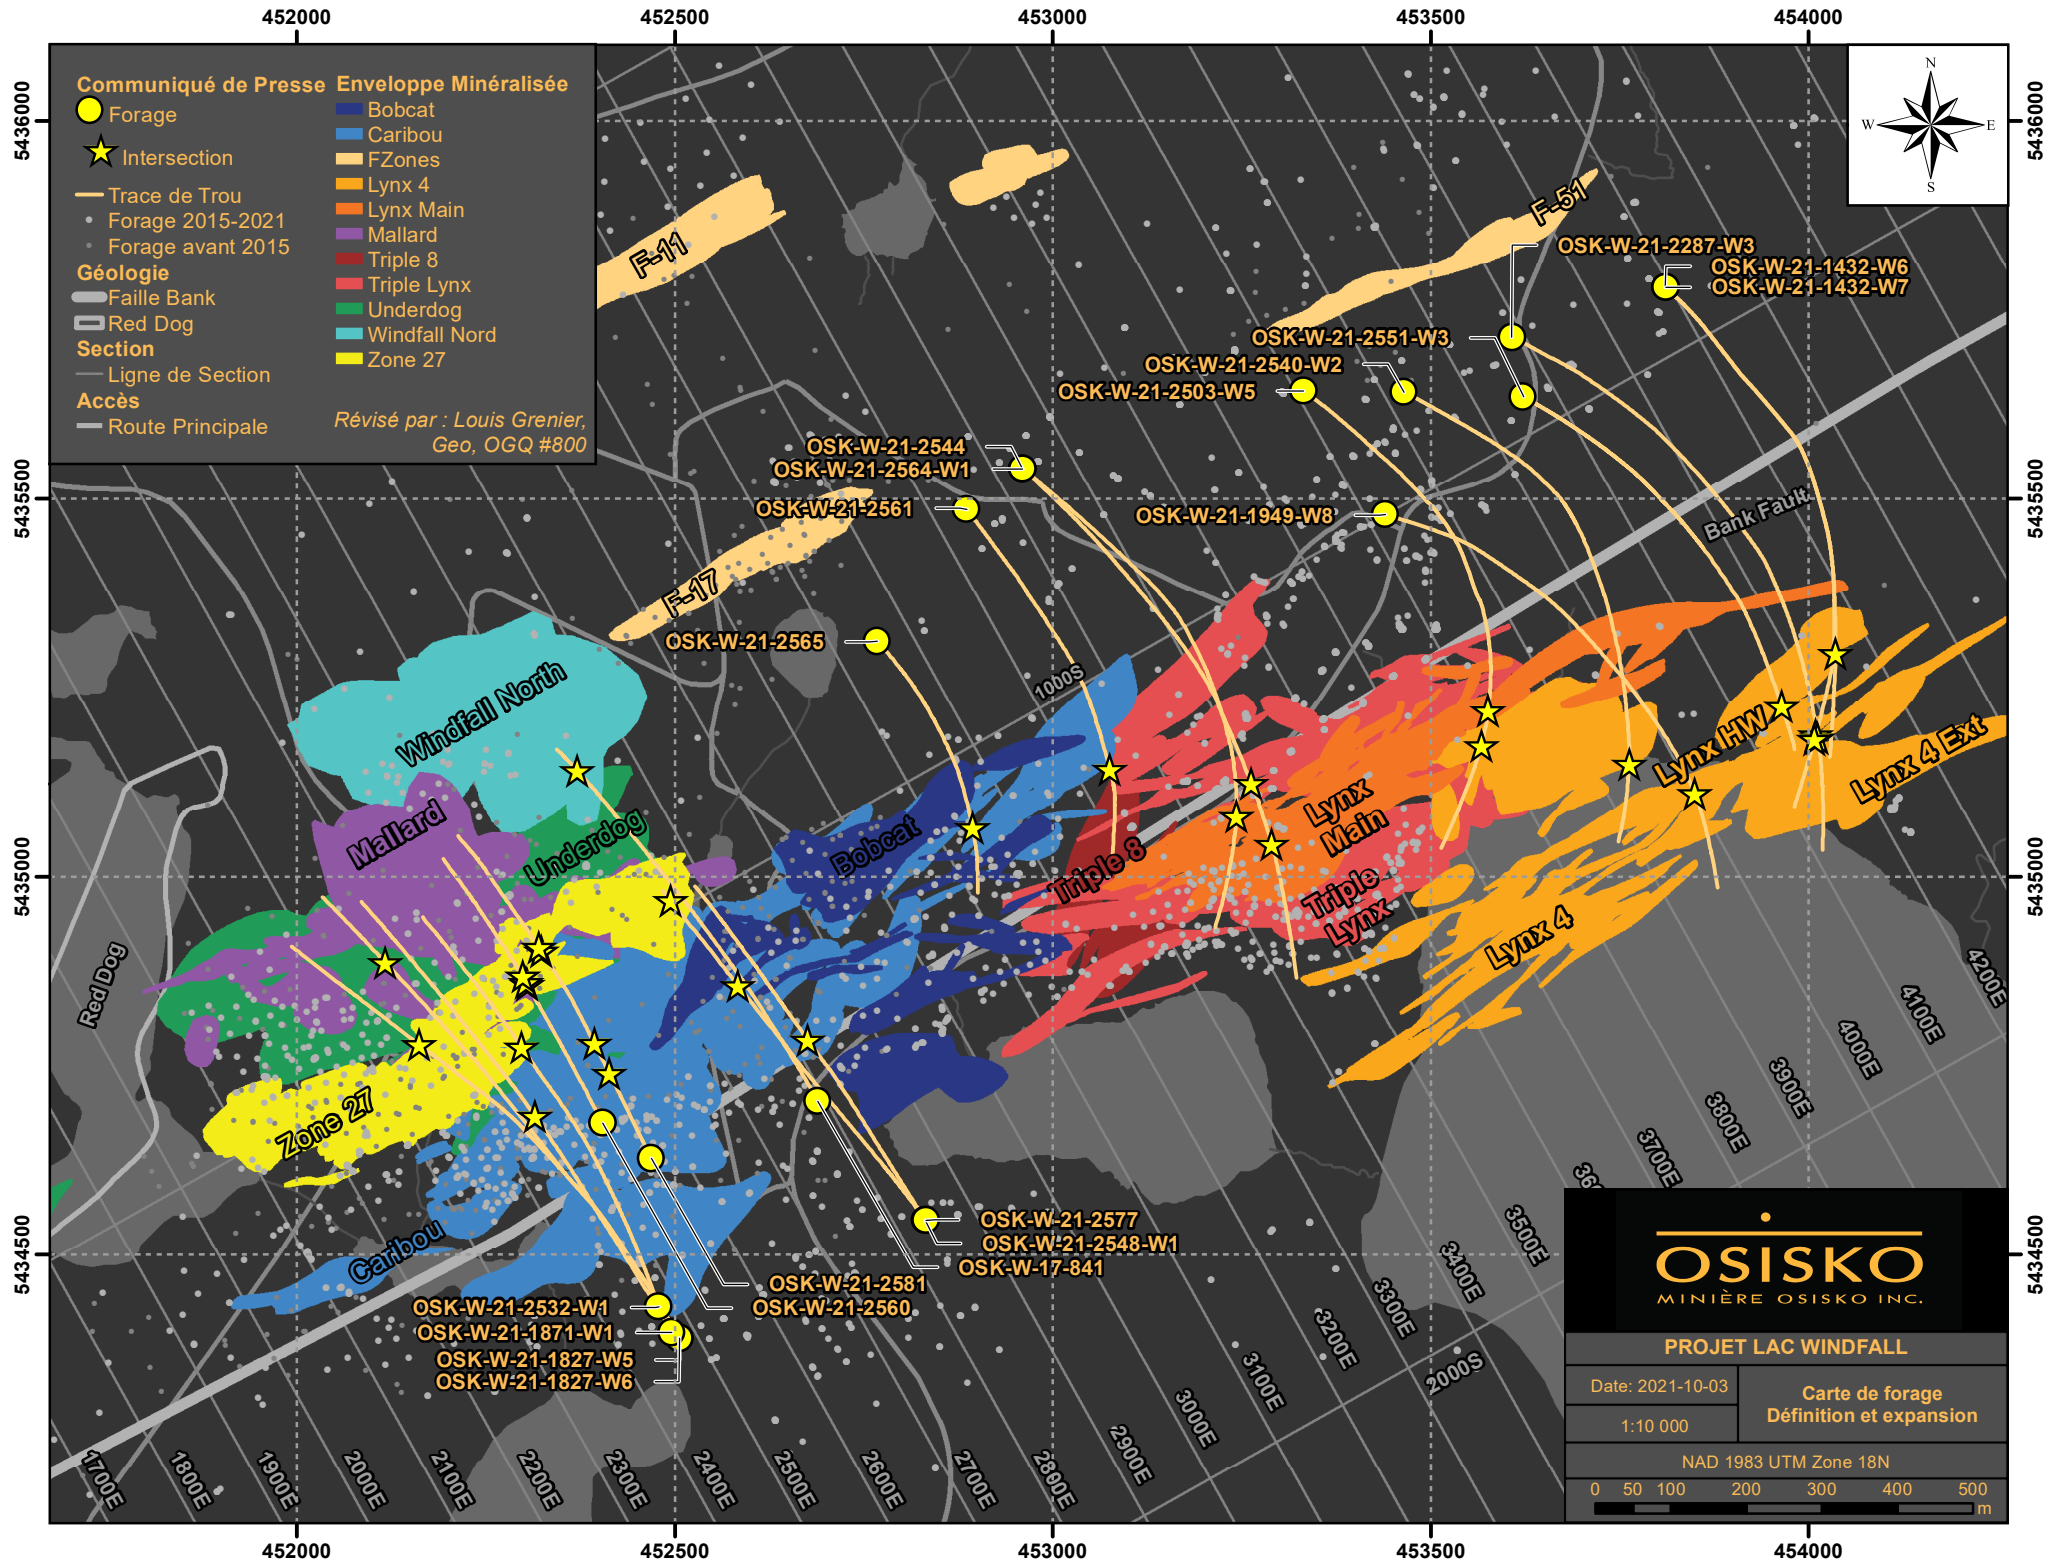 452000
452500
453000
453500
454000
5436000
5435500
5435000
5434500
Communiqué de Presse
Forage
Intersection
Trace de Trou
Forage 2015-2021
Forage avant 2015
Géologie
Faille Bank
Red Dog
Section
Ligne de Section
Accès
Route Principale
Enveloppe Minéralisée
Bobcat
Caribou
FZones
Lynx 4
Lynx Main
Mallard
Triple 8
Triple Lynx
Underdog
Windfall Nord
Zone 27
Révisé par : Louis Grenier,
Geo, OGQ #800
N
W
E
S
5436000
5435500
5435000
5434500
F-11
F-51
F-17
OSK-W-21-2287-W3
OSK-W-21-1432-W6
OSK-W-21-1432-W7
OSK-W-21-2551-W3
OSK-W-21-2540-W2
OSK-W-21-2503-W5
OSK-W-21-2544
OSK-W-21-2564-W1
OSK-W-21-2561
OSK-W-21-1949-W8
OSK-W-21-2565
Bank Fault
1000S
Windfall North
Mallard
Underdog
Bobcat
Triple 8
Lynx
Main
Triple
Lynx
Lynx HW
Lynx 4 Ext
Lynx 4
Red Dog
Zone 27
Caribou
OSK-W-21-2577
OSK-W-21-2548-W1
OSK-W-17-841
OSK-W-21-2581
OSK-W-21-2560
OSK-W-21-2532-W1
OSK-W-21-1871-W1
OSK-W-21-1827-W5
OSK-W-21-1827-W6
1700E
1800E
1900E
2000E
2100E
2200E
2300E
2400E
2500E
2600E
2700E
2800E
2900E
3000E
3100E
3200E
3300E
3400E
3500E
3700E
3800E
3900E
4000E
4100E
4200E
2000S
OSISKO
MINIÈRE OSISKO INC.
PROJET LAC WINDFALL
Date: 2021-10-03
1:10 000
Carte de forage
Définition et expansion
NAD 1983 UTM Zone 18N
0 50 100 200 300 400 500
m
452000
452500
453000
453500
454000